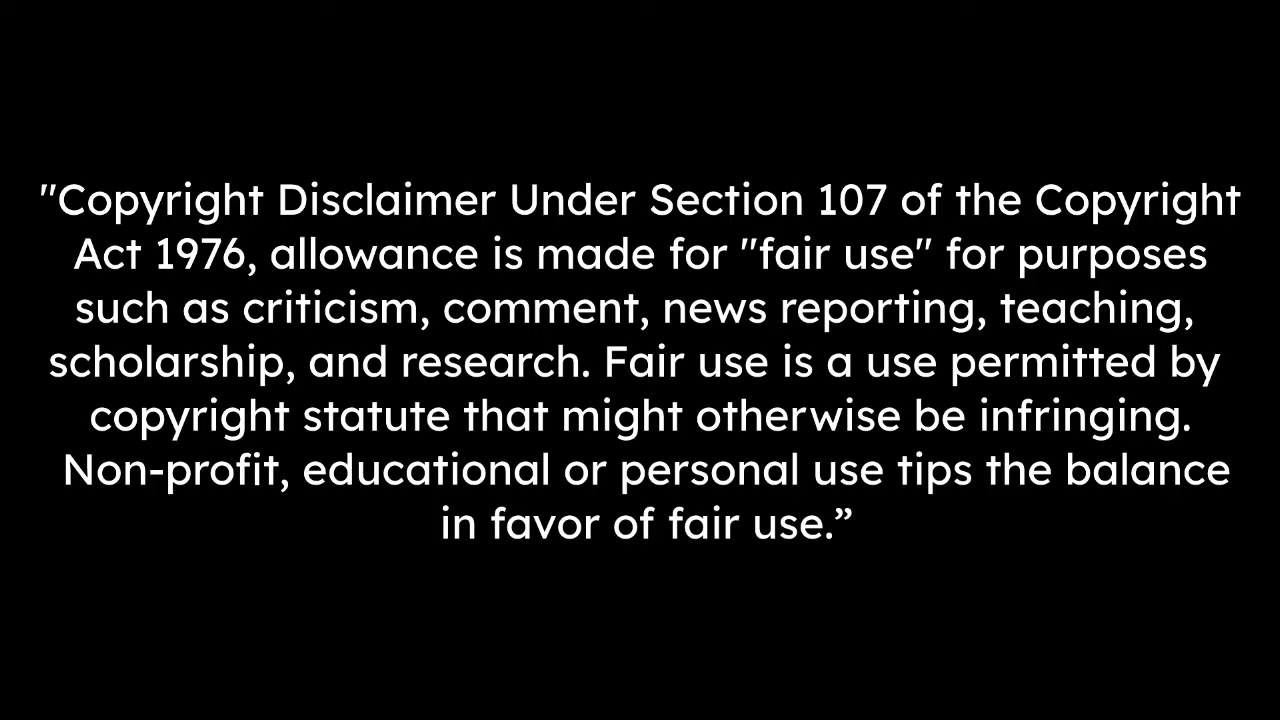 "Copyright Disclaimer Under Section 107 of the Copyright
Act 1976, allowance is made for "fair use" for purposes
such as criticism, comment, news reporting, teaching,
scholarship, and research. Fair use is a use permitted by
copyright statute that might otherwise be infringing.
Non-profit, educational or personal use tips the balance
in favor of fair use.”